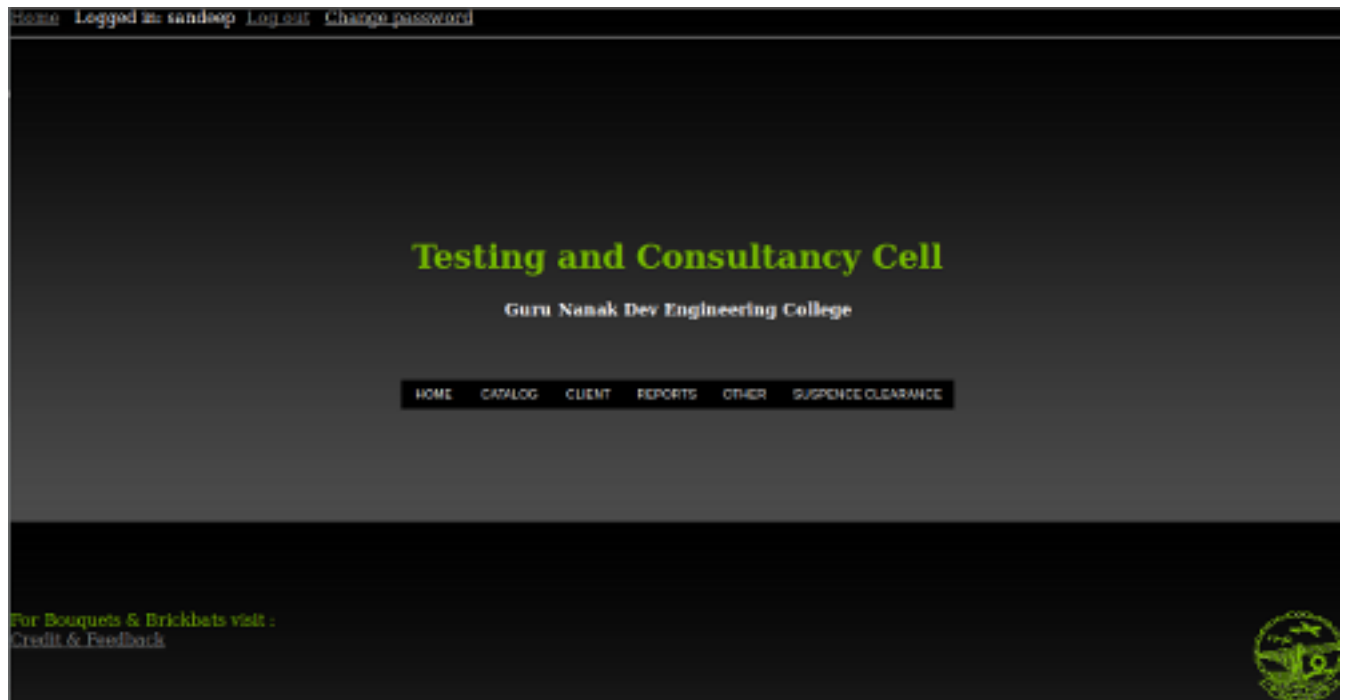 Home Logged in: sandeep Log out Change password
Testing and Consultancy Cell
Guru Nanak Dev Engineering College
HOME CATALOG CLIENT REPORTS OTHER SUSPENCE CLEARANCE
For Bouquets & Brickbats visit :
Credit & Feedback